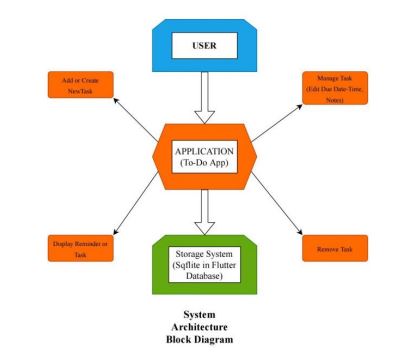 USER
Add or Create
NewTask
Manage Task
(Edit Due Date-Time,
Notes)
APPLICATION
(To-Do App)
Display Reminder or
Task
Storage System
(Sqflite in Flutter
Database)
Remove Task
System
Architecture
Block Diagram